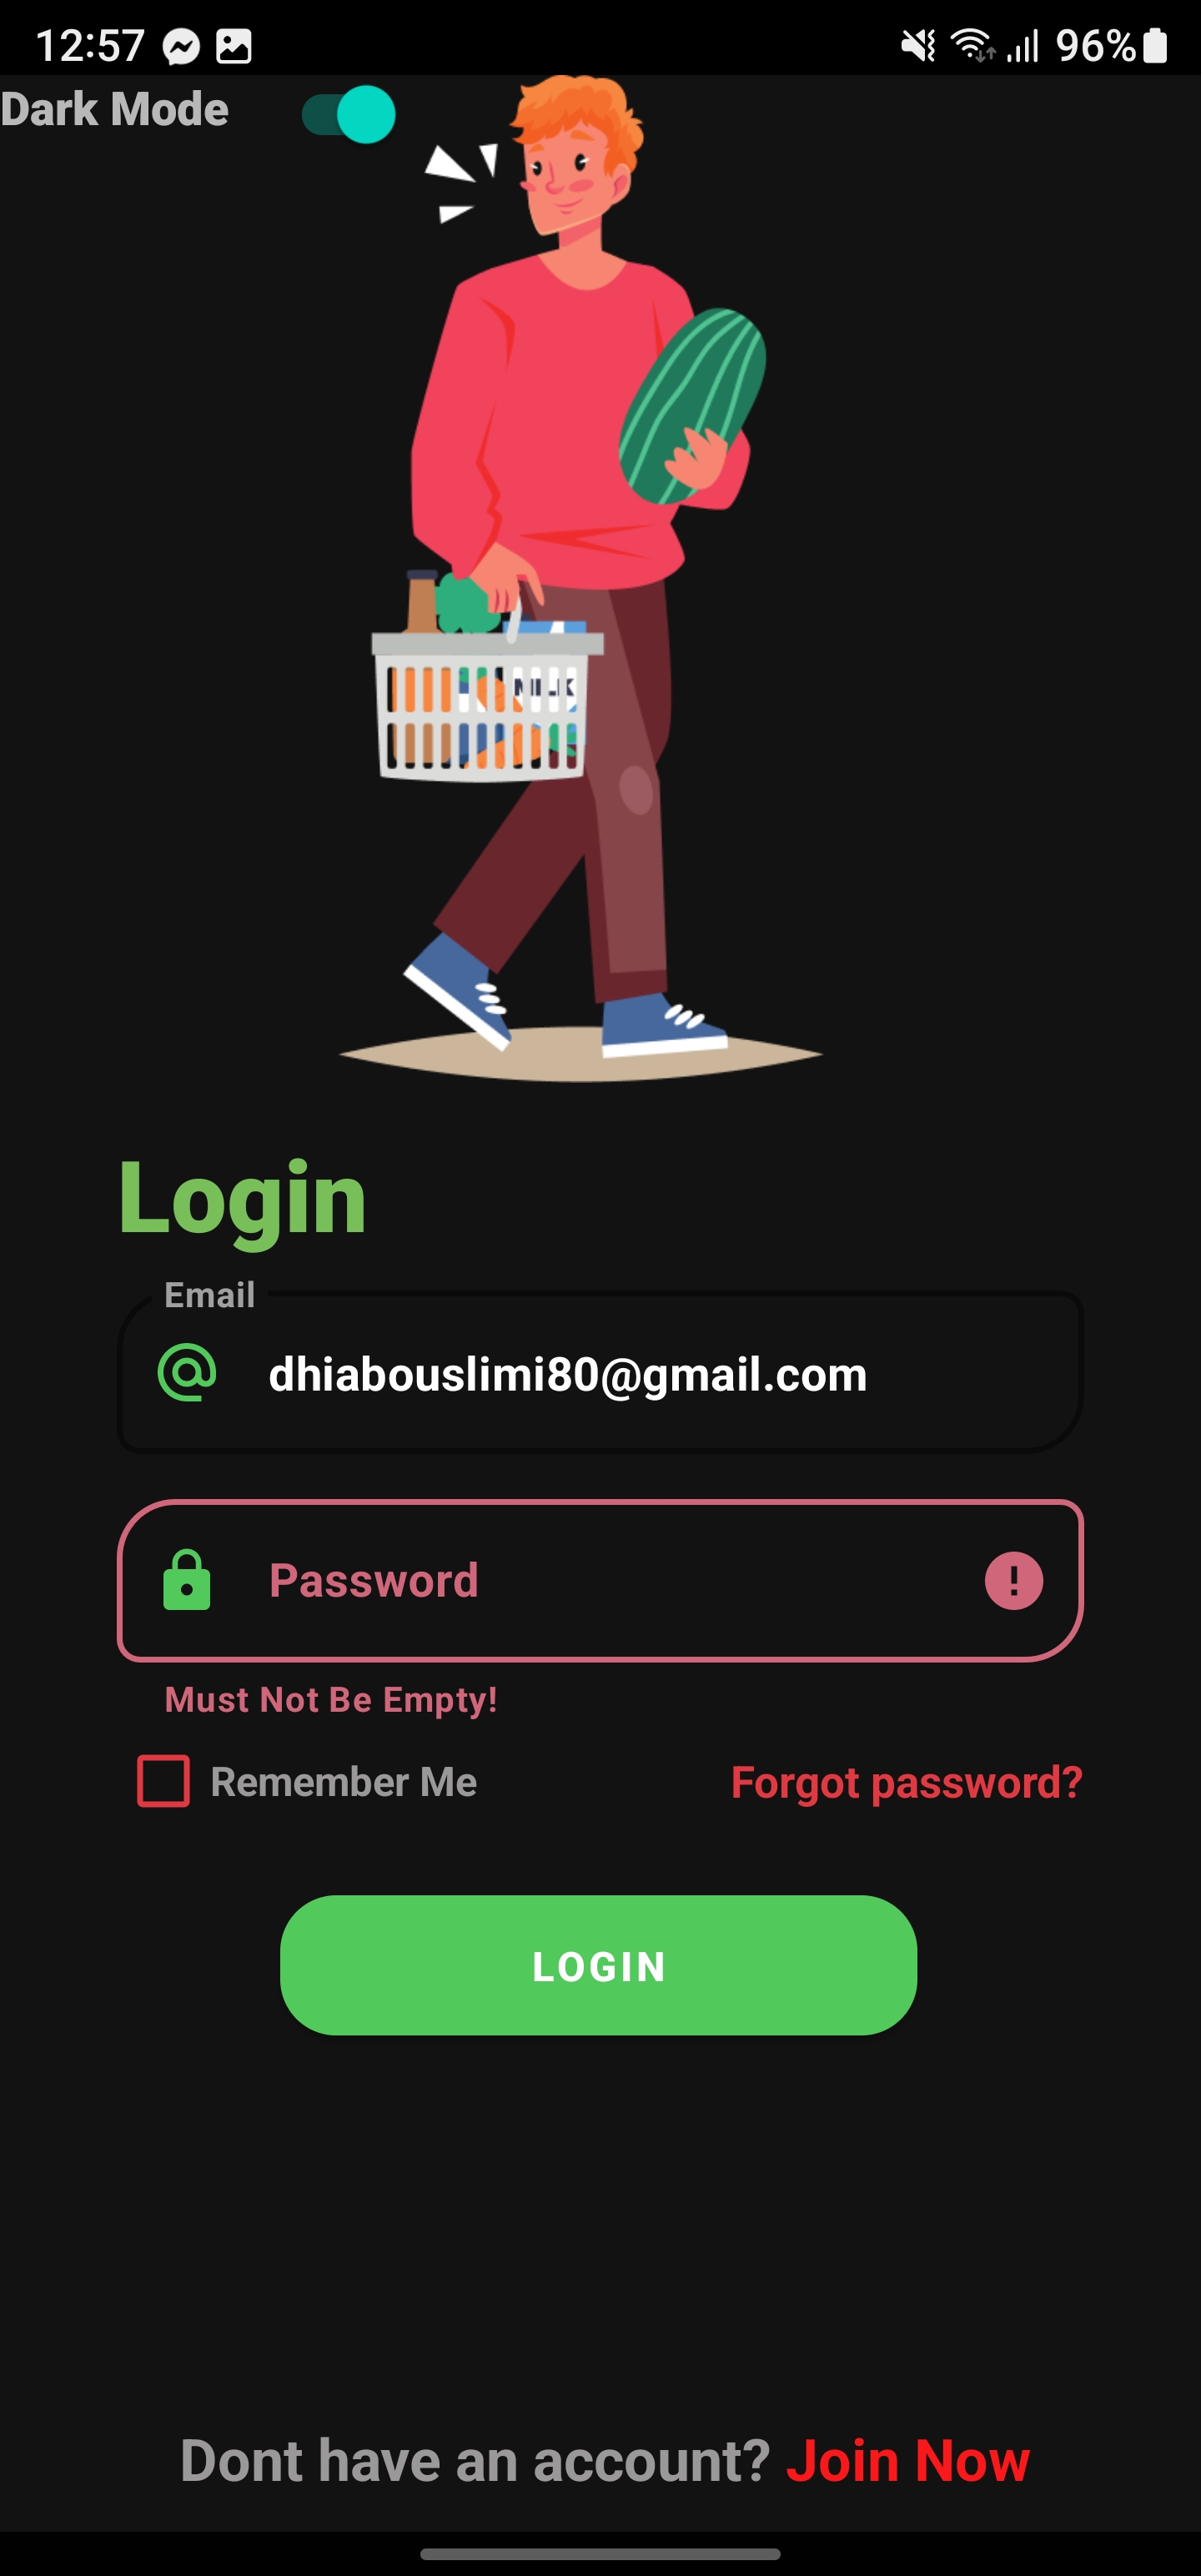 12:57 96%
Dark Mode
MILK
Login
Email
dhiabouslimi80@gmail.com
Password
Must Not Be Empty!
Remember Me Forgot password?
LOGIN
Dont have an account? Join Now